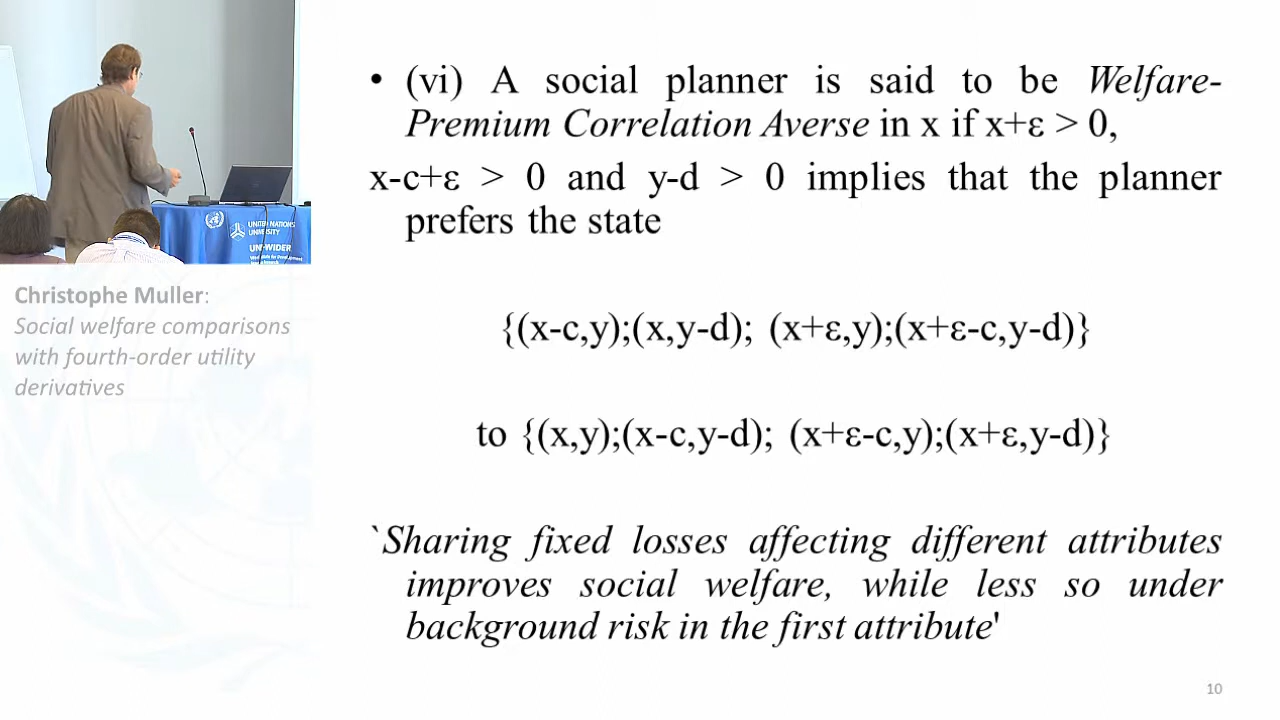 • (vi) A social planner is said to be Welfare-
Premium Correlation Averse in x if x+ε > 0,
x-c+ε > 0 and y-d > 0 implies that the planner
prefers the state
{(x-c,y);(x,y-d); (x+ε,y);(x+ε-c,y-d)}
to {(x,y);(x-c,y-d); (x+ε-c,y);(x+ε,y-d)}
`Sharing fixed losses affecting different attributes
improves social welfare, while less so under
background risk in the first attribute'
10
UNITED NATIONS
UNIVERSITY
UNU-WIDER
Christophe Muller:
Social welfare comparisons
with fourth-order utility
derivatives